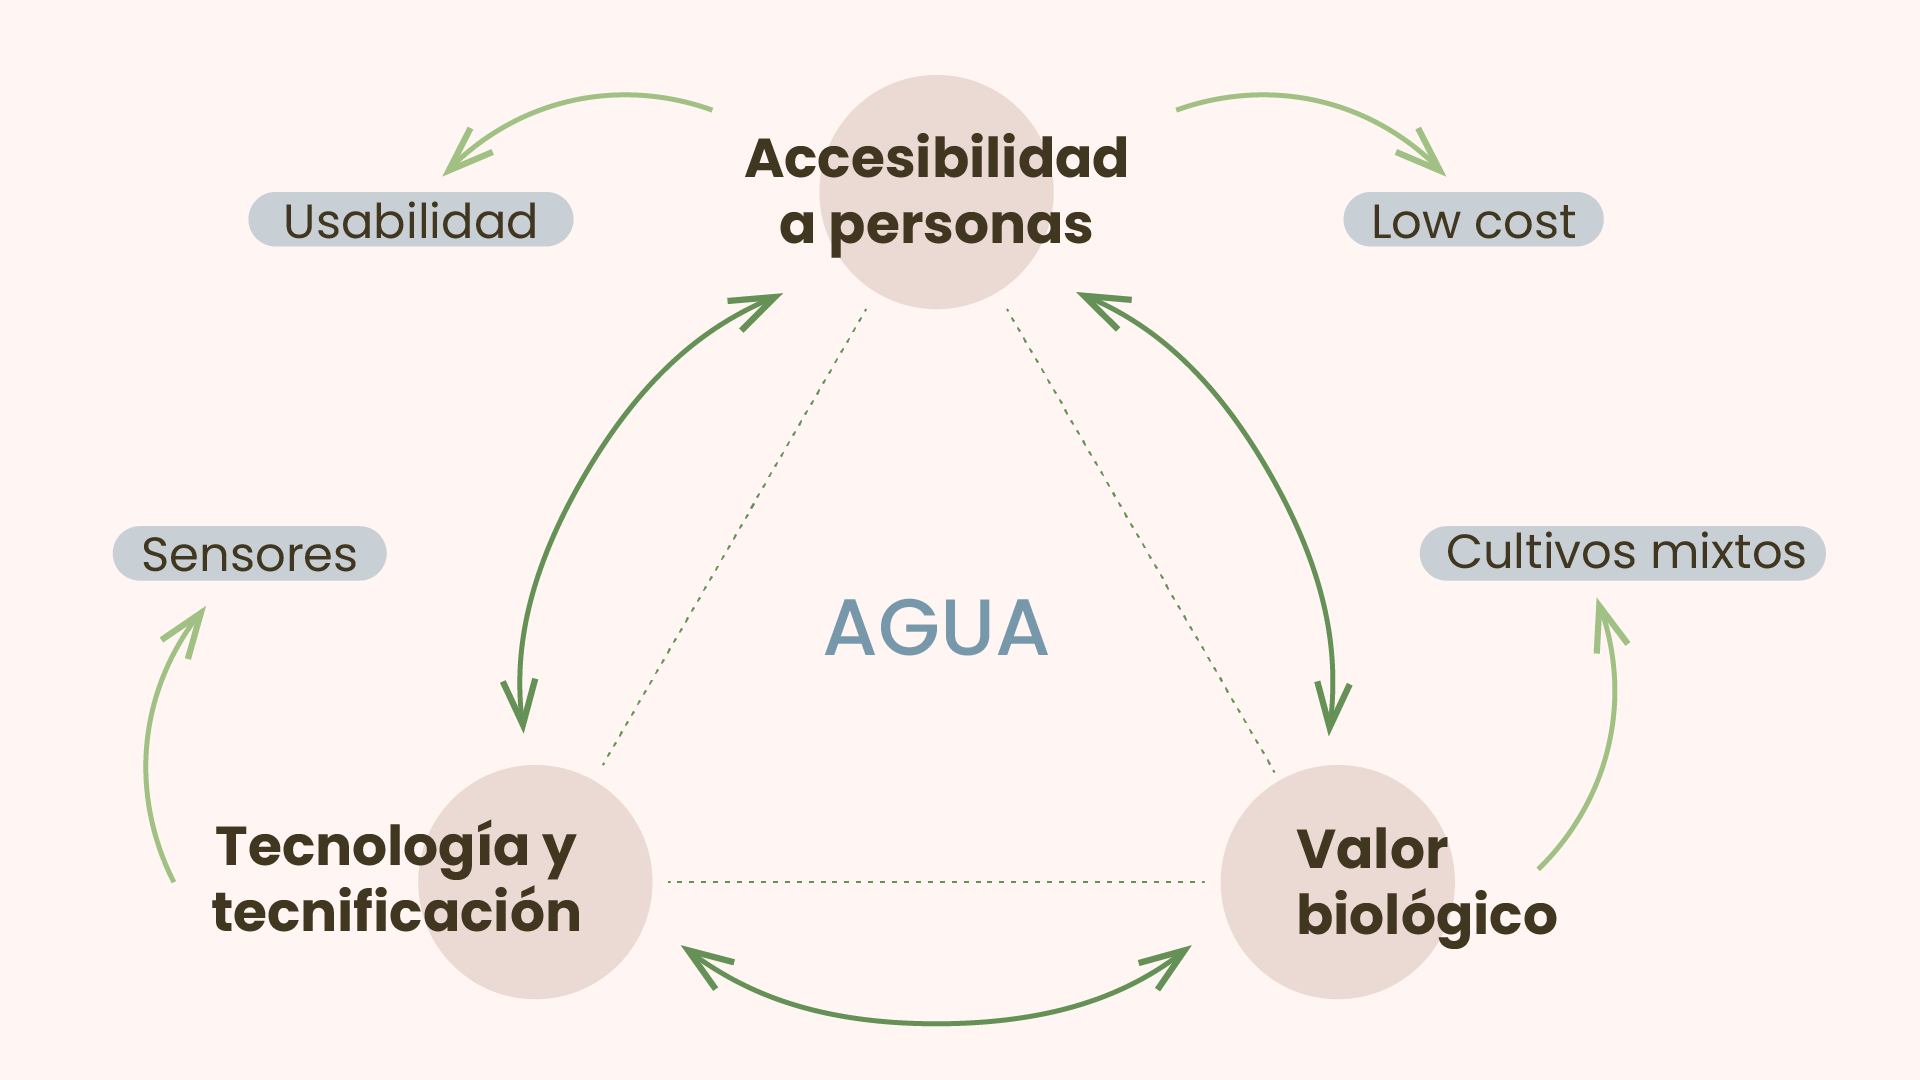 Accesibilidad
a personas
Usabilidad
Low cost
Sensores
Cultivos mixtos
AGUA
Tecnología y
tecnificación
Valor
biológico